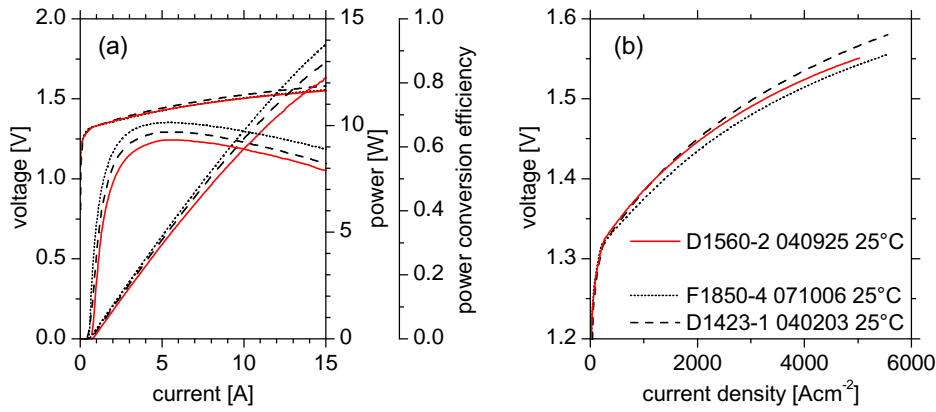 (a)
2.0
1.5
1.0
0.5
0.0
voltage [V]
0
5
10
15
current [A]
15
10
5
0
power [W]
1.0
0.8
0.6
0.4
0.2
0.0
power conversion efficiency
(b)
1.6
1.5
1.4
1.3
1.2
voltage [V]
D1560-2 040925 25°C
F1850-4 071006 25°C
D1423-1 040203 25°C
0
2000
4000
6000
current density [Acm⁻²]